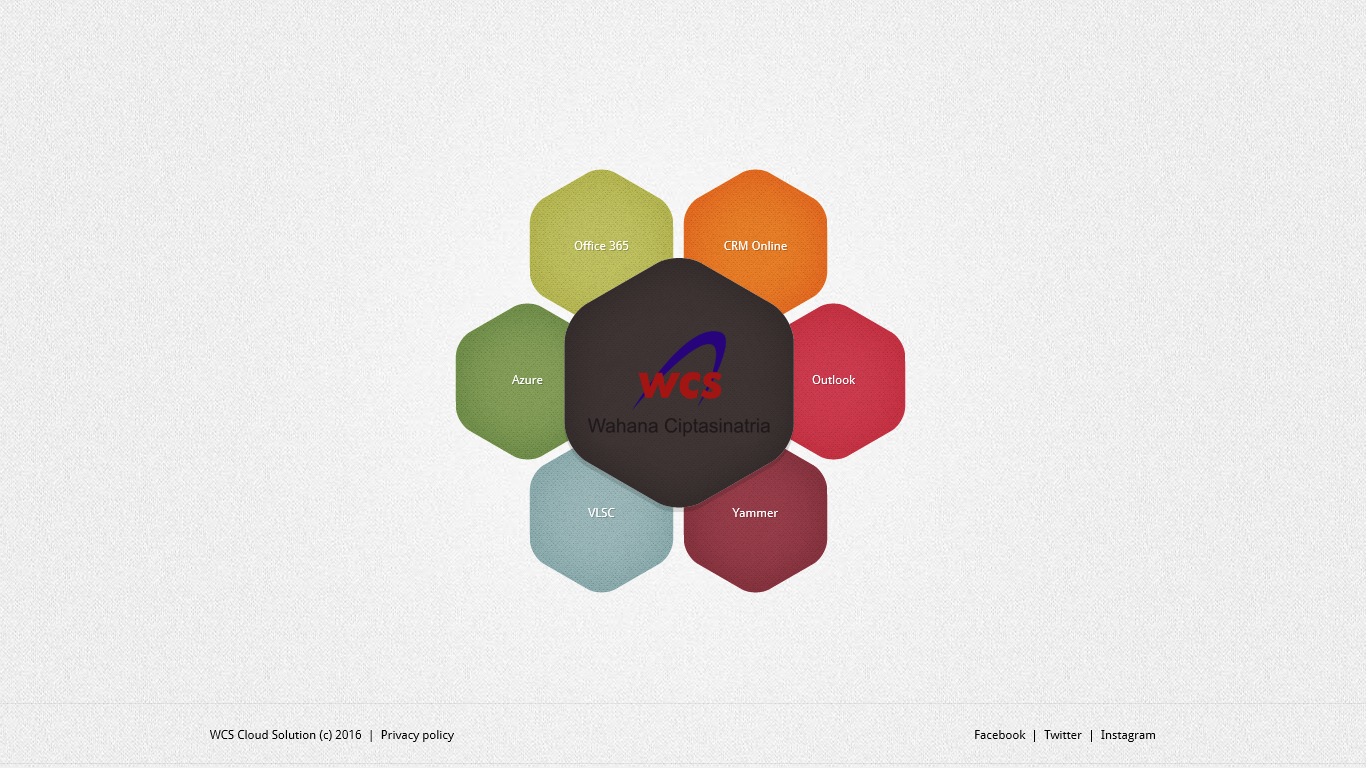 Office 365
CRM Online
Azure
wcs
Wahana Ciptasinatria
Outlook
VLSC
Yammer
WCS Cloud Solution (c) 2016 | Privacy policy
Facebook | Twitter | Instagram